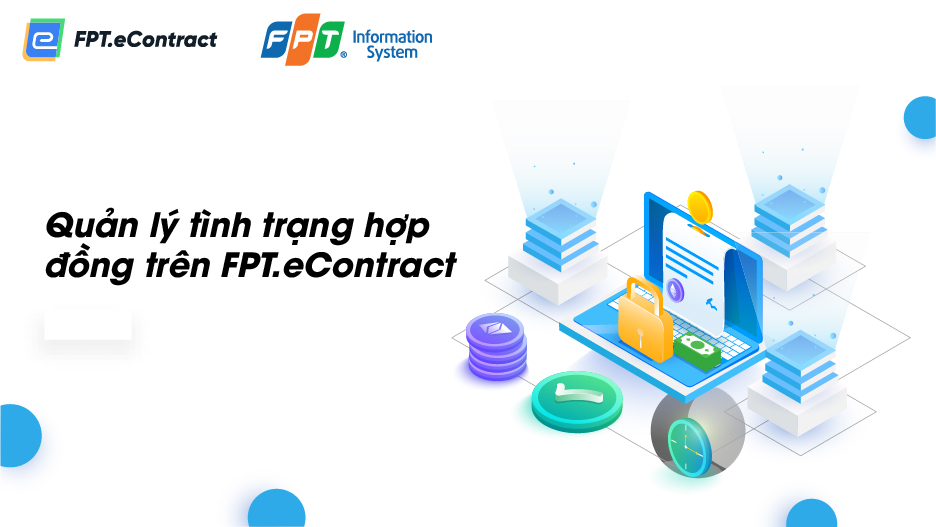 FPT.eContract
FPT® Information
System
Quản lý tình trạng hợp
đồng trên FPT.eContract